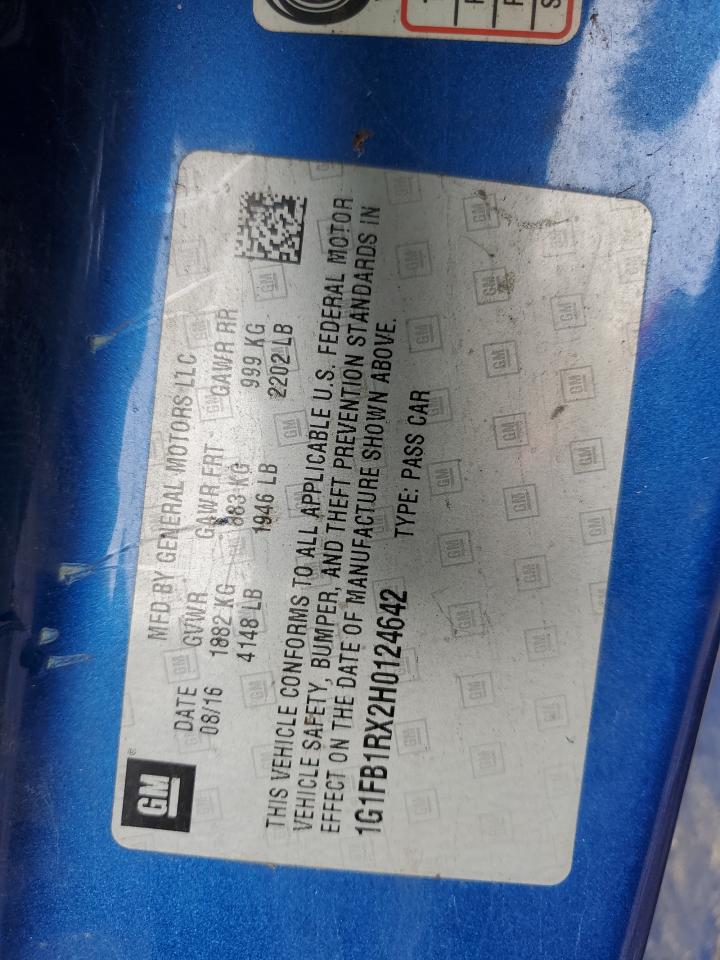 GM
MFD BY GENERAL MOTORS LLC
DATE GVWR GAWR FRT GAWR RR
08/16 1882 KG 883 KG 999 KG
4148 LB 1946 LB 2202 LB
THIS VEHICLE CONFORMS TO ALL APPLICABLE U.S. FEDERAL MOTOR
VEHICLE SAFETY, BUMPER, AND THEFT PREVENTION STANDARDS IN
EFFECT ON THE DATE OF MANUFACTURE SHOWN ABOVE.
1G1FB1RX2H0124642 TYPE: PASS CAR